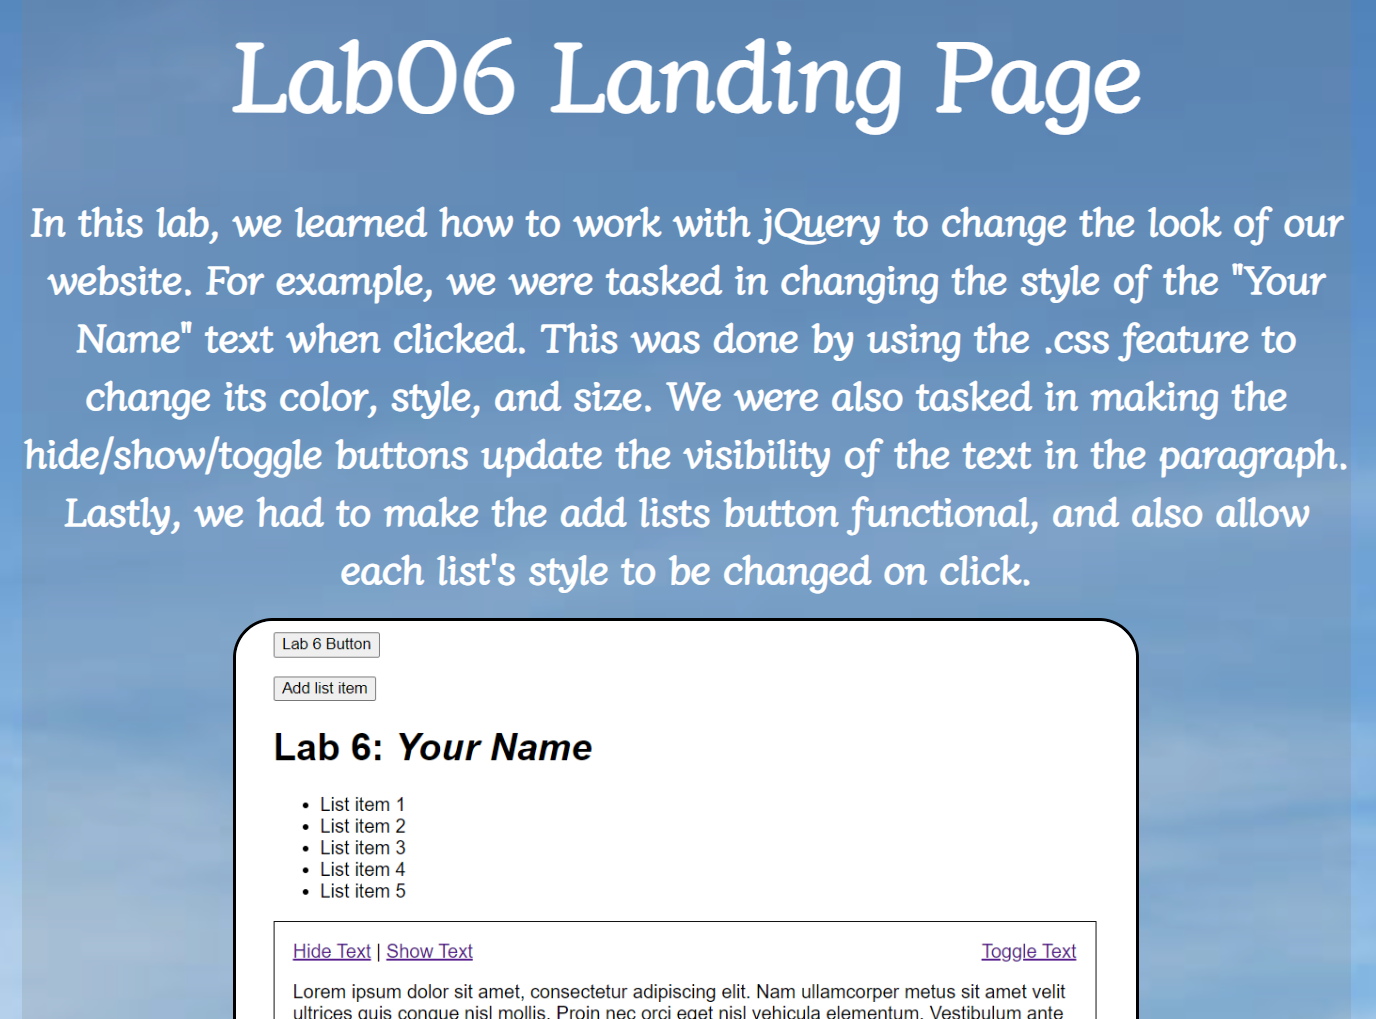 Lab06 Landing Page
In this lab, we learned how to work with jQuery to change the look of our
website. For example, we were tasked in changing the style of the "Your
Name" text when clicked. This was done by using the .css feature to
change its color, style, and size. We were also tasked in making the
hide/show/toggle buttons update the visibility of the text in the paragraph.
Lastly, we had to make the add lists button functional, and also allow
each list's style to be changed on click.
Lab 6 Button
Add list item
Lab 6: Your Name
• List item 1
• List item 2
• List item 3
• List item 4
• List item 5
Hide Text | Show Text Toggle Text
Lorem ipsum dolor sit amet, consectetur adipiscing elit. Nam ullamcorper metus sit amet velit
ultrices quis congue nisl mollis. Proin nec orci eget nisl vehicula elementum. Vestibulum ante